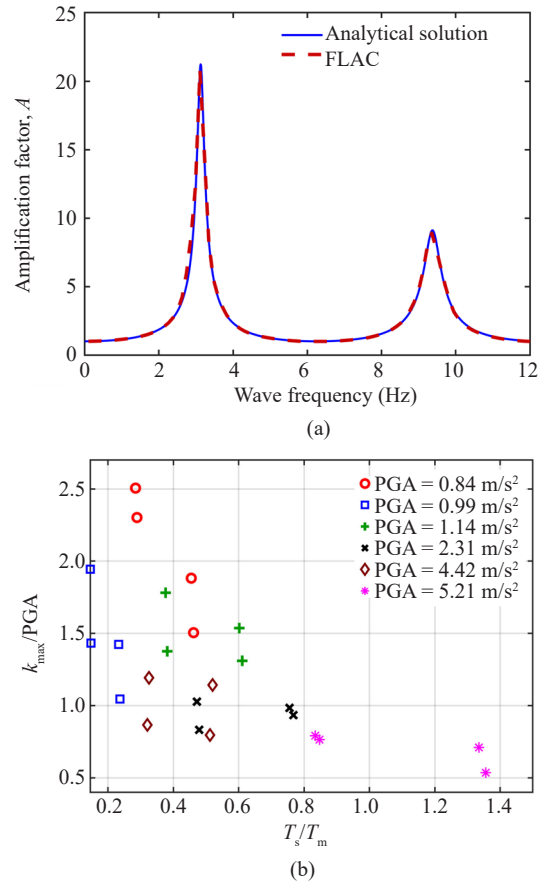 25
20
15
10
5
0
Amplification factor, A
Analytical solution
FLAC
0 2 4 6 8 10 12
Wave frequency (Hz)
(a)
2.5
2.0
1.5
1.0
0.5
k_max/PGA
PGA = 0.84 m/s²
PGA = 0.99 m/s²
PGA = 1.14 m/s²
PGA = 2.31 m/s²
PGA = 4.42 m/s²
PGA = 5.21 m/s²
0.2 0.4 0.6 0.8 1.0 1.2 1.4
T_s/T_m
(b)